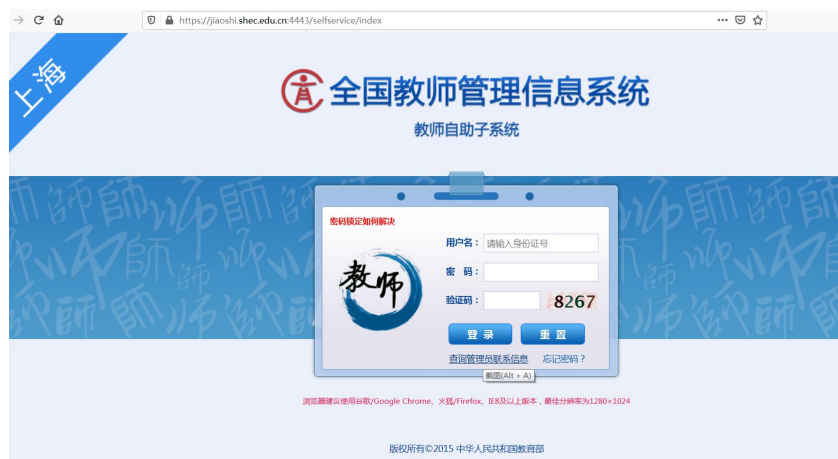 https://jiaoshi.shec.edu.cn:4443/selfservice/index
上海
全国教师管理信息系统
教师自助子系统
密码锁定如何解决
教师
用户名：
请输入身份证号
密 码：
验证码：
8267
登 录
重 置
查询管理员联系信息
忘记密码？
截图(Alt + A)
浏览器建议使用谷歌/Google Chrome、火狐/Firefox、IE8及以上版本，最佳分辨率为1280×1024
版权所有©2015 中华人民共和国教育部